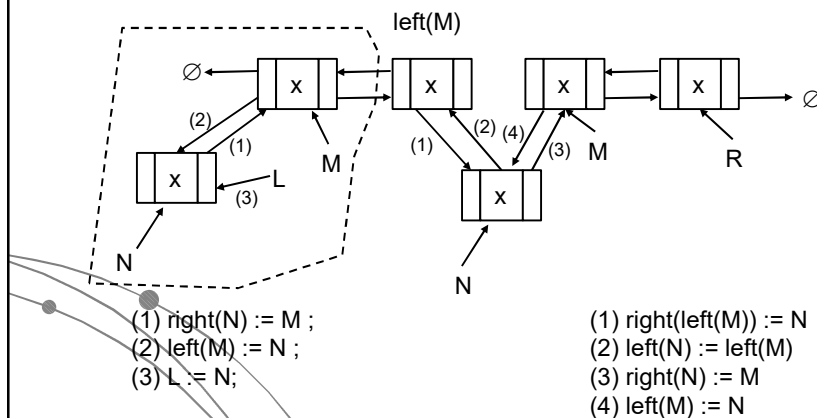 left(M)
∅ x x x x ∅
(2) (1) (1) (2) (4) (3)
M M R
x L x
(3)
N N
(1) right(N) := M ;
(2) left(M) := N ;
(3) L := N;
(1) right(left(M)) := N
(2) left(N) := left(M)
(3) right(N) := M
(4) left(M) := N